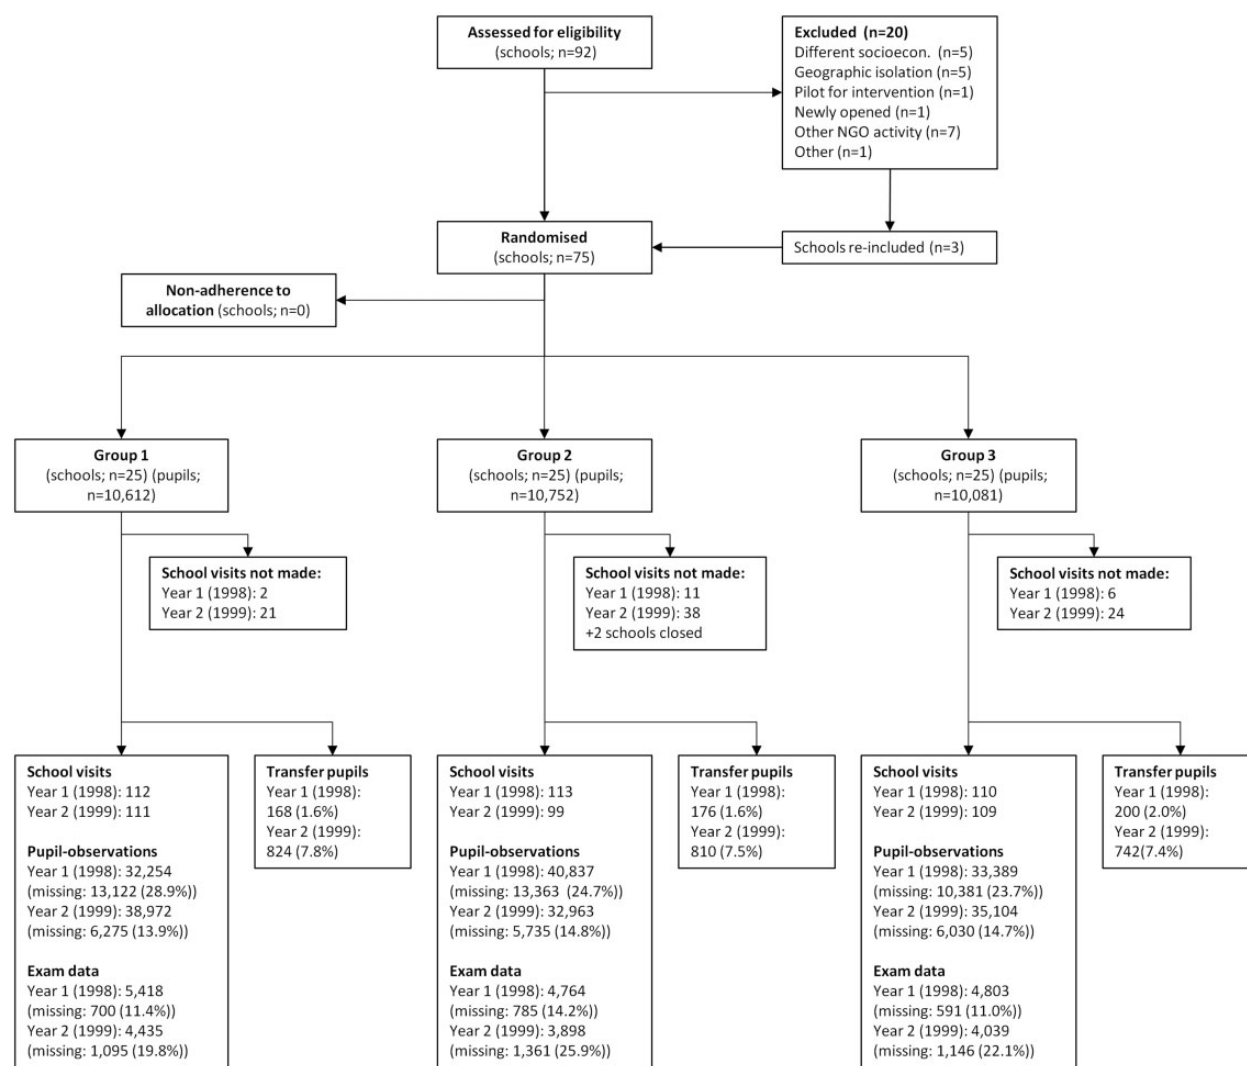 Assessed for eligibility
(schools; n=92)
Excluded (n=20)
Different socioecon. (n=5)
Geographic isolation (n=5)
Pilot for intervention (n=1)
Newly opened (n=1)
Other NGO activity (n=7)
Other (n=1)
Randomised
(schools; n=75)
Schools re-included (n=3)
Non-adherence to
allocation (schools; n=0)
Group 1
(schools; n=25) (pupils;
n=10,612)
Group 2
(schools; n=25) (pupils;
n=10,752)
Group 3
(schools; n=25) (pupils;
n=10,081)
School visits not made:
Year 1 (1998): 2
Year 2 (1999): 21
School visits not made:
Year 1 (1998): 11
Year 2 (1999): 38
+2 schools closed
School visits not made:
Year 1 (1998): 6
Year 2 (1999): 24
School visits
Year 1 (1998): 112
Year 2 (1999): 111
Pupil-observations
Year 1 (1998): 32,254
(missing: 13,122 (28.9%))
Year 2 (1999): 38,972
(missing: 6,275 (13.9%))
Exam data
Year 1 (1998): 5,418
(missing: 700 (11.4%))
Year 2 (1999): 4,435
(missing: 1,095 (19.8%))
Transfer pupils
Year 1 (1998):
168 (1.6%)
Year 2 (1999):
824 (7.8%)
School visits
Year 1 (1998): 113
Year 2 (1999): 99
Pupil-observations
Year 1 (1998): 40,837
(missing: 13,363 (24.7%))
Year 2 (1999): 32,963
(missing: 5,735 (14.8%))
Exam data
Year 1 (1998): 4,764
(missing: 785 (14.2%))
Year 2 (1999): 3,898
(missing: 1,361 (25.9%))
Transfer pupils
Year 1 (1998):
176 (1.6%)
Year 2 (1999):
810 (7.5%)
School visits
Year 1 (1998): 110
Year 2 (1999): 109
Pupil-observations
Year 1 (1998): 33,389
(missing: 10,381 (23.7%))
Year 2 (1999): 35,104
(missing: 6,030 (14.7%))
Exam data
Year 1 (1998): 4,803
(missing: 591 (11.0%))
Year 2 (1999): 4,039
(missing: 1,146 (22.1%))
Transfer pupils
Year 1 (1998):
200 (2.0%)
Year 2 (1999):
742(7.4%)